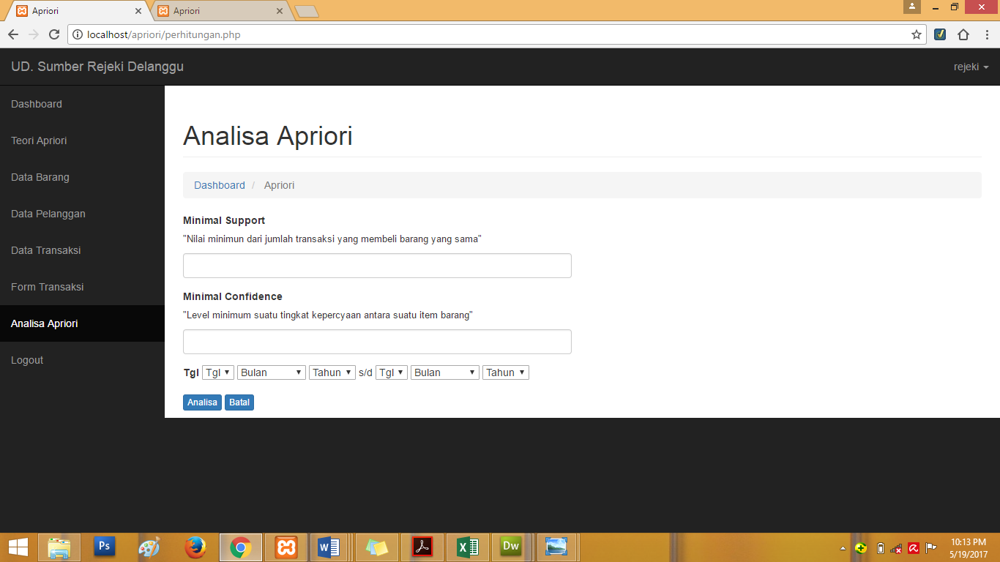 Apriori
Apriori
localhost/apriori/perhitungan.php
UD. Sumber Rejeki Delanggu
rejeki
Dashboard
Teori Apriori
Data Barang
Data Pelanggan
Data Transaksi
Form Transaksi
Analisa Apriori
Logout
Analisa Apriori
Dashboard / Apriori
Minimal Support
"Nilai minimun dari jumlah transaksi yang membeli barang yang sama"
Minimal Confidence
"Level minimum suatu tingkat kepercyaan antara suatu item barang"
Tgl Tgl Bulan Tahun s/d Tgl Bulan Tahun
Analisa Batal
Ps
Dw
10:13 PM
5/19/2017